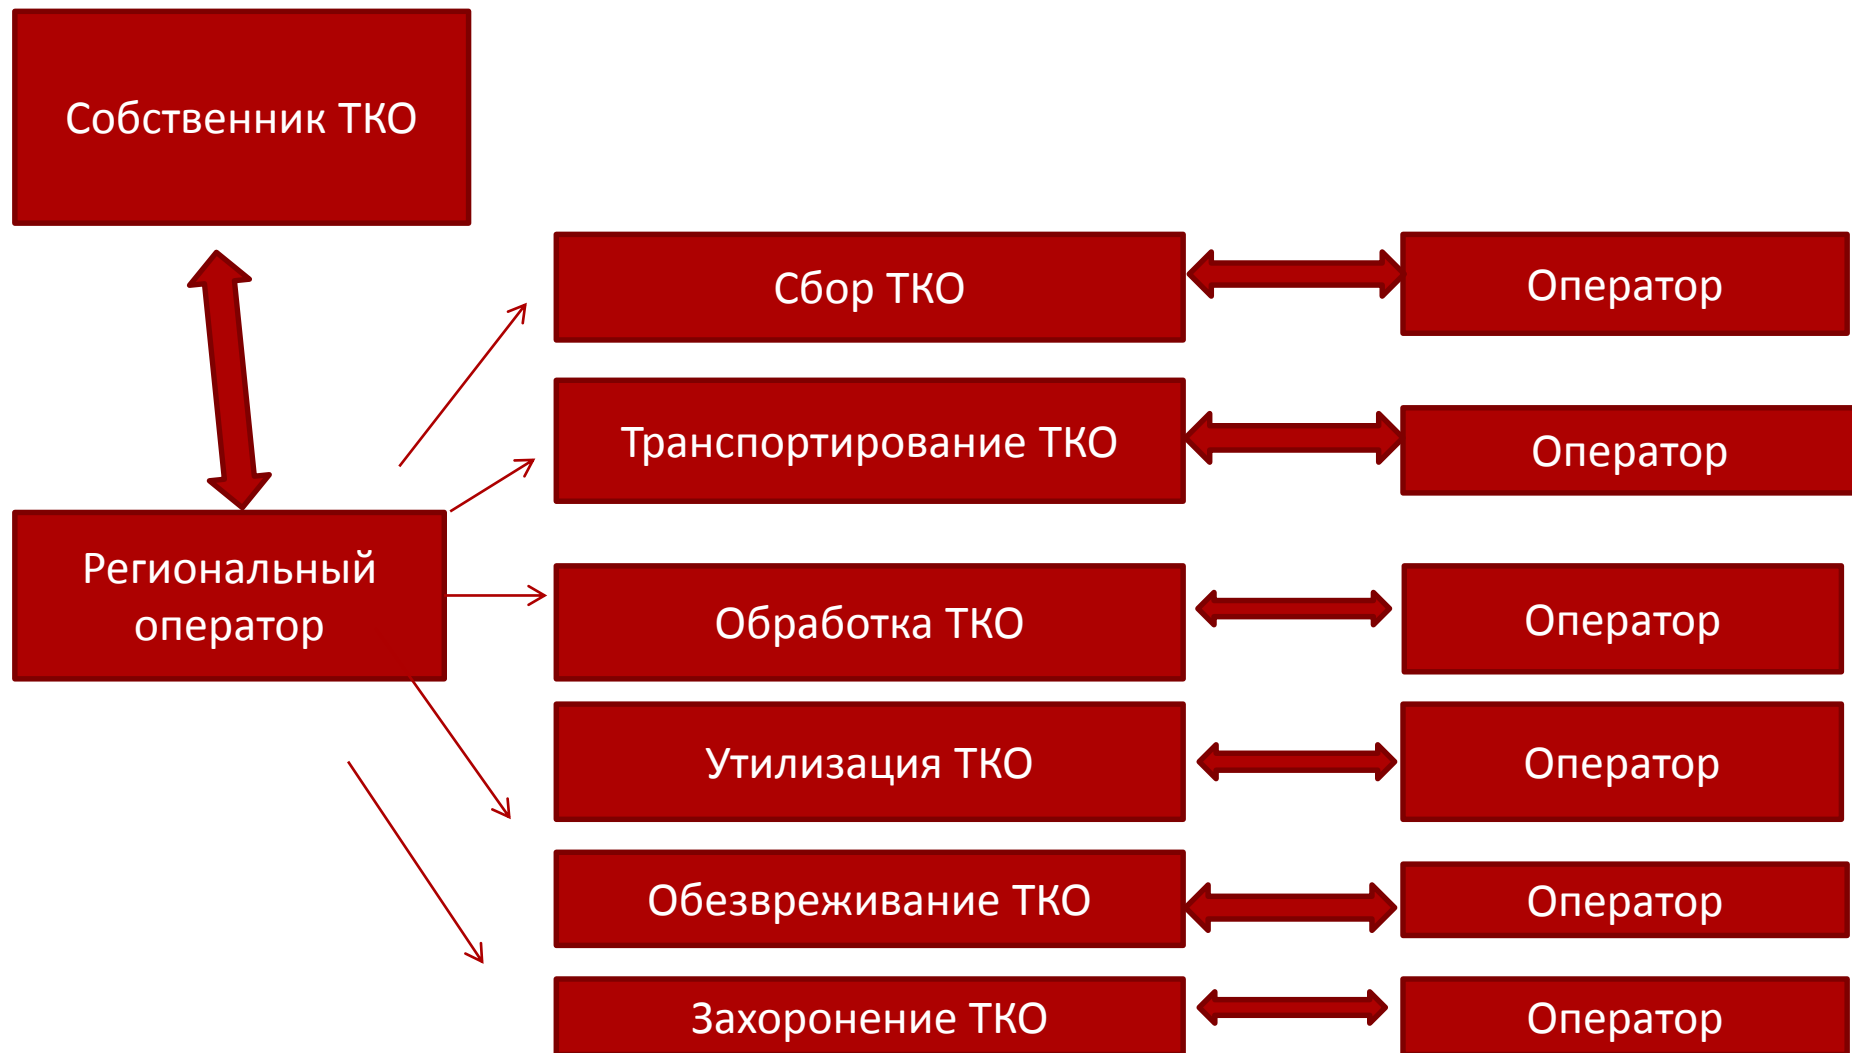 Собственник ТКО
Сбор ТКО
Оператор
Транспортирование ТКО
Оператор
Региональный
оператор
Обработка ТКО
Оператор
Утилизация ТКО
Оператор
Обезвреживание ТКО
Оператор
Захоронение ТКО
Оператор